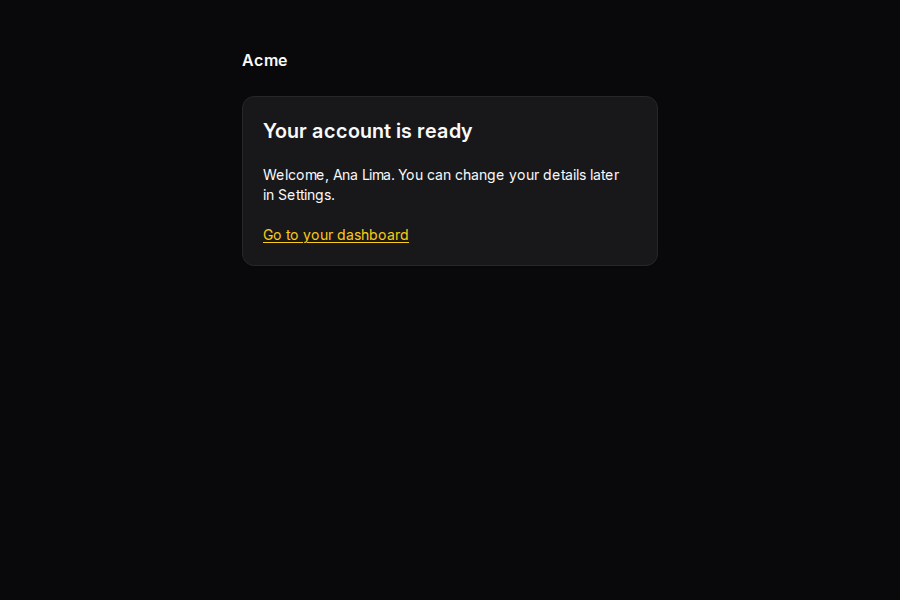 Acme
Your account is ready
Welcome, Ana Lima. You can change your details later
in Settings.
Go to your dashboard